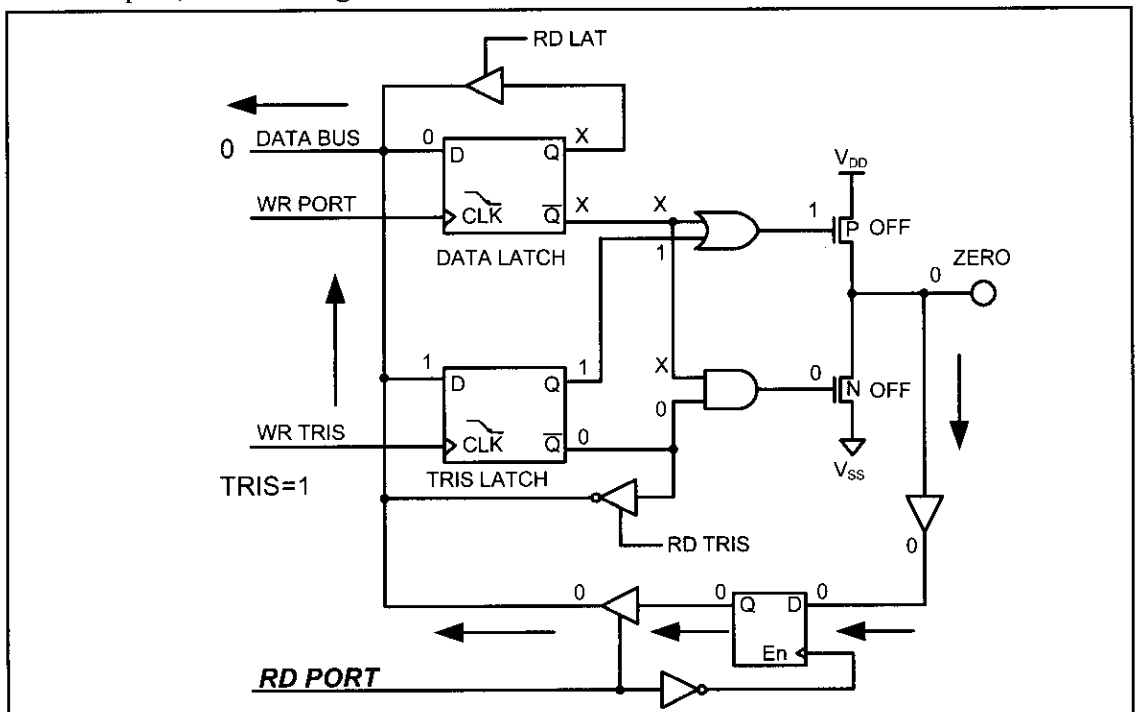 RD LAT
0 DATA BUS 0 D Q X
WR PORT CLK Q̅ X X 1
DATA LATCH
V_DD
1 P OFF
ZERO
0
1 D Q 1 X 0
0 N OFF
WR TRIS CLK Q̅ 0
V_SS
TRIS=1 TRIS LATCH
RD TRIS
0
0 0 Q D 0
En
RD PORT